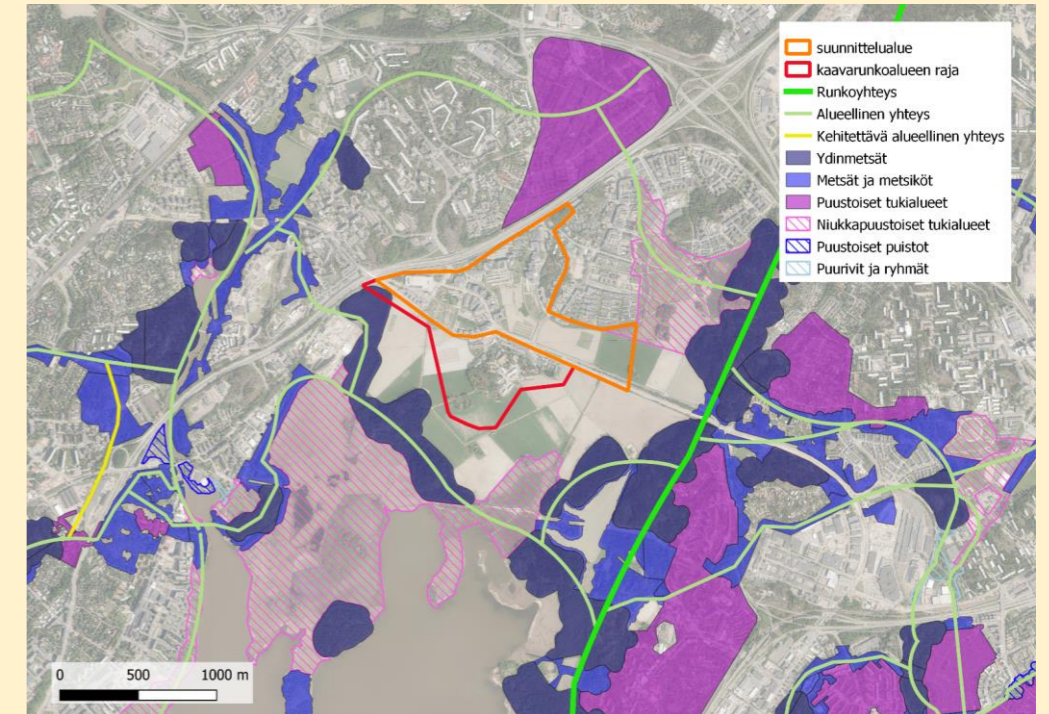 suunnittelualue
kaavarunkoalueen raja
Runkoyhteys
Alueellinen yhteys
Kehitettävä alueellinen yhteys
Ydinmetsät
Metsät ja metsiköt
Puustoiset tukialueet
Niukkapuustoiset tukialueet
Puustoiset puistot
Puurivit ja ryhmät
0 500 1000 m